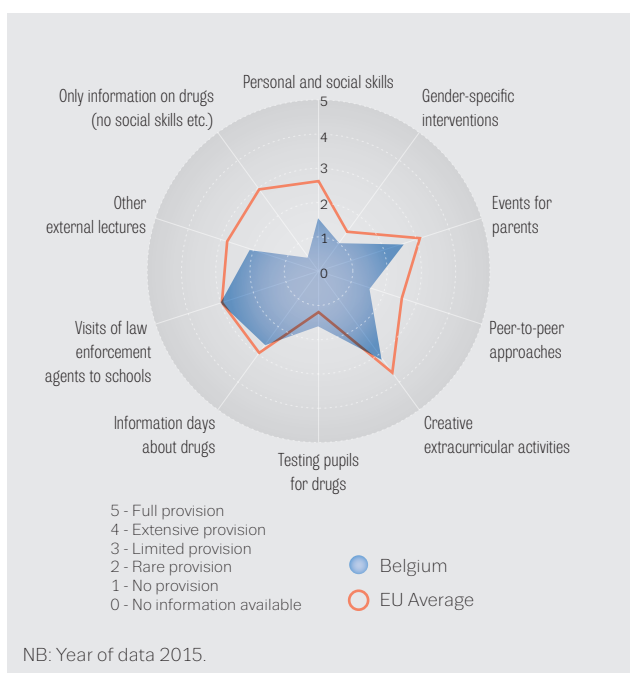 Personal and social skills
Only information on drugs
(no social skills etc.)
Gender-specific
interventions
5
4
3
2
1
0
Other
external lectures
Events for
parents
Visits of law
enforcement
agents to schools
Peer-to-peer
approaches
Information days
about drugs
Creative
extracurricular activities
Testing pupils
for drugs
5 - Full provision
4 - Extensive provision
3 - Limited provision
2 - Rare provision
1 - No provision
0 - No information available
Belgium
EU Average
NB: Year of data 2015.